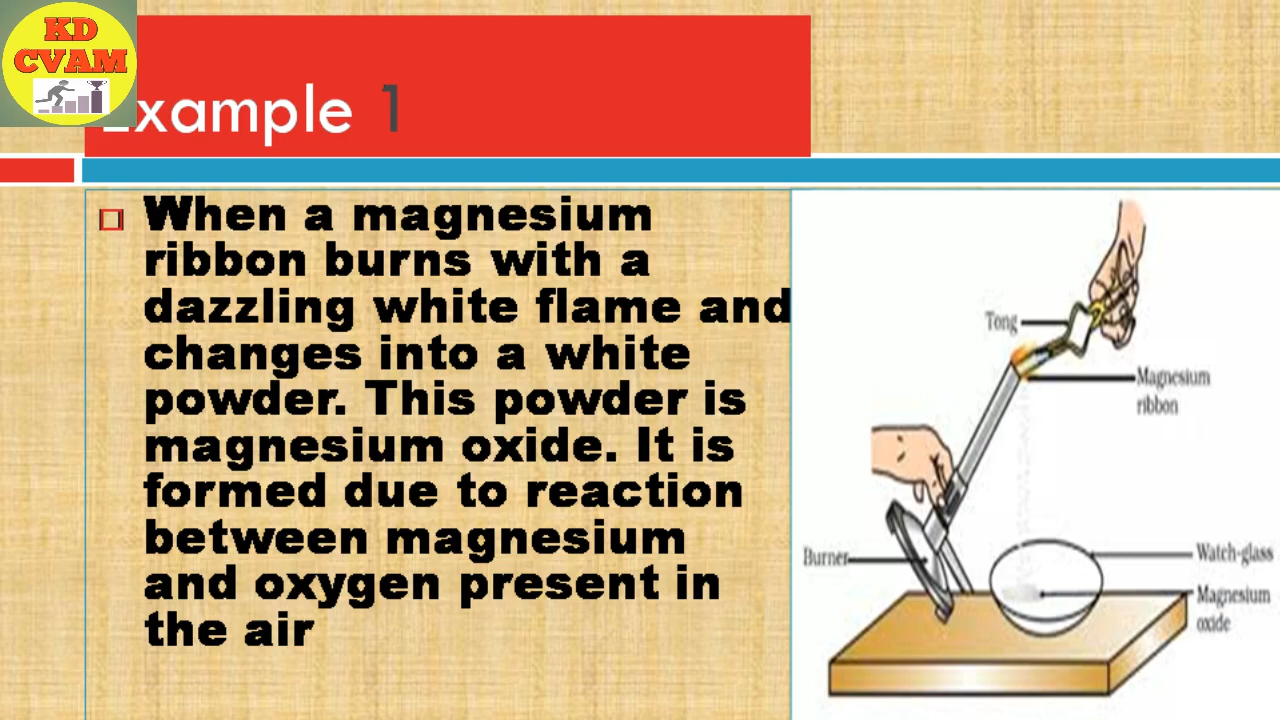 KD
CVAM
Example 1
When a magnesium
ribbon burns with a
dazzling white flame and
changes into a white
powder. This powder is
magnesium oxide. It is
formed due to reaction
between magnesium
and oxygen present in
the air
Tong
Magnesium
ribbon
Burner
Watch-glass
Magnesium
oxide